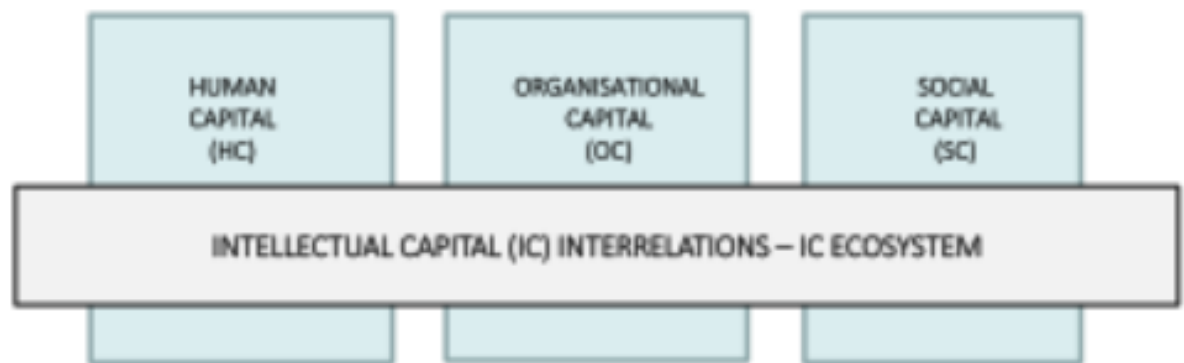 HUMAN
CAPITAL
(HC)
ORGANISATIONAL
CAPITAL
(OC)
SOCIAL
CAPITAL
(SC)
INTELLECTUAL CAPITAL (IC) INTERRELATIONS – IC ECOSYSTEM